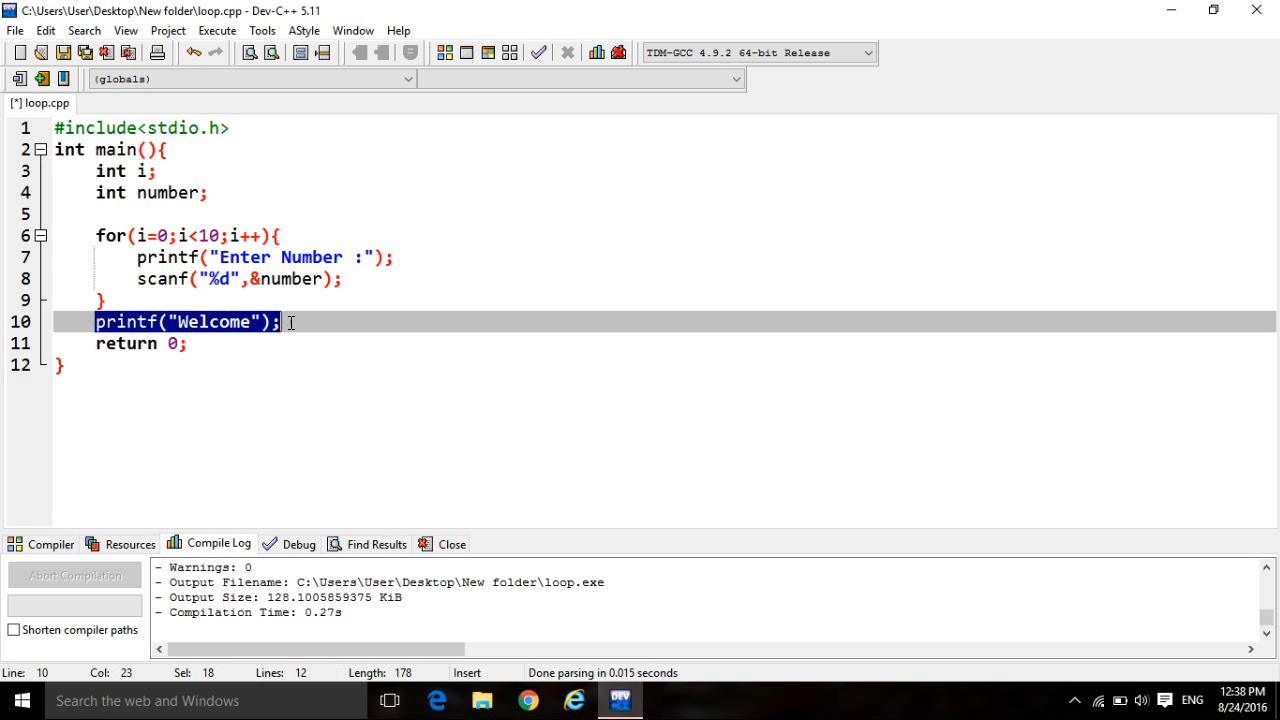 C:\Users\User\Desktop\New folder\loop.cpp - Dev-C++ 5.11
File Edit Search View Project Execute Tools AStyle Window Help
TDM-GCC 4.9.2 64-bit Release
(globals)
[*] loop.cpp
1 #include<stdio.h>
2 int main(){
3 int i;
4 int number;
5
6 for(i=0;i<10;i++){
7 printf("Enter Number :");
8 scanf("%d",&number);
9 }
10 printf("Welcome");
11 return 0;
12 }
Compiler Resources Compile Log Debug Find Results Close
Abort Compilation
Shorten compiler paths
- Warnings: 0
- Output Filename: C:\Users\User\Desktop\New folder\loop.exe
- Output Size: 128.1005859375 KiB
- Compilation Time: 0.27s
Line: 10 Col: 23 Sel: 18 Lines: 12 Length: 178 Insert Done parsing in 0.015 seconds
Search the web and Windows
DEV
ENG
12:38 PM
8/24/2016